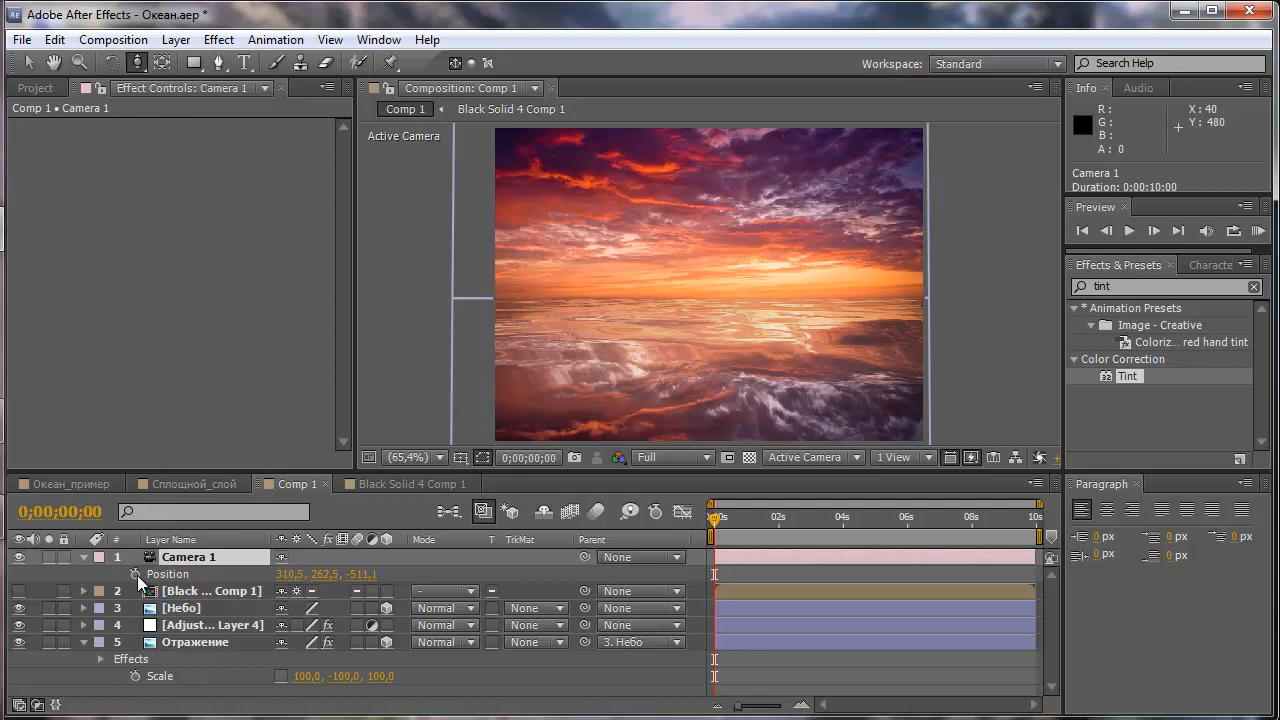 Adobe After Effects - Океан.aep *
File Edit Composition Layer Effect Animation View Window Help
Workspace: Standard Search Help
Project Effect Controls: Camera 1 Composition: Comp 1 Info Audio
Comp 1 • Camera 1 Comp 1 Black Solid 4 Comp 1
R: X: 40
G: Y: 480
B:
A: 0
Active Camera
Camera 1
Duration: 0;00;10;00
Preview
Effects & Presets Characte
tint
* Animation Presets
Image - Creative
Coloriz... red hand tint
Color Correction
32 Tint
(65,4%) 0;00;00;00 Full Active Camera 1 View
Океан_пример Сплошной_слой Comp 1 Black Solid 4 Comp 1 Paragraph
0;00;00;00
02s 04s 06s 08s 10s
# Layer Name Mode T TrkMat Parent
0 px 0 px 0 px
0 px 0 px
1 Camera 1 None
Position 310,5, 262,5, -511,1
2 [Black ... Comp 1] - None
3 [Небо] Normal None None
4 [Adjust... Layer 4] fx Normal None None
5 Отражение fx Normal None 3. Небо
Effects
Scale 100,0, -100,0, 100,0